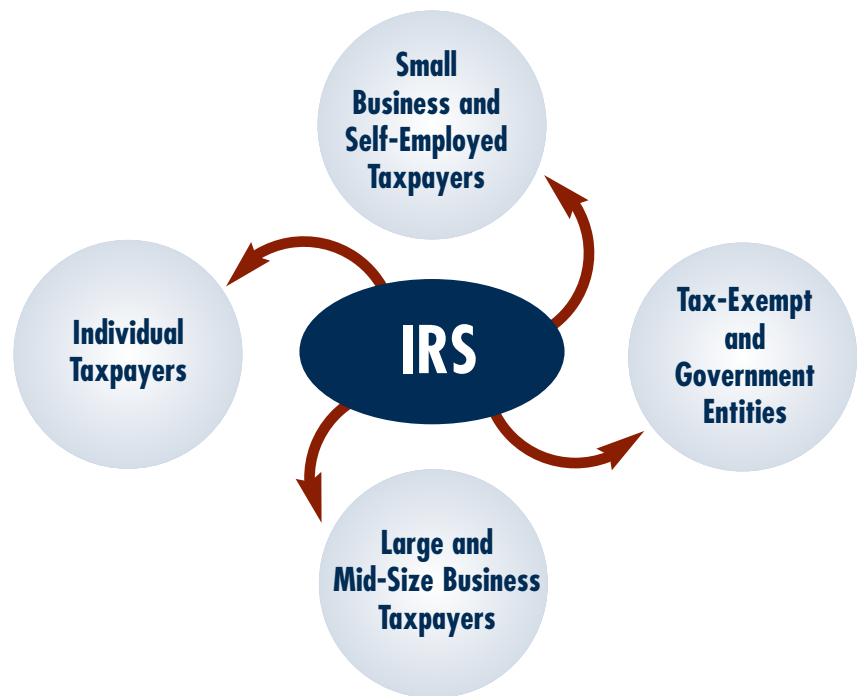 Small
Business and
Self-Employed
Taxpayers
Individual
Taxpayers
IRS
Tax-Exempt
and
Government
Entities
Large and
Mid-Size Business
Taxpayers